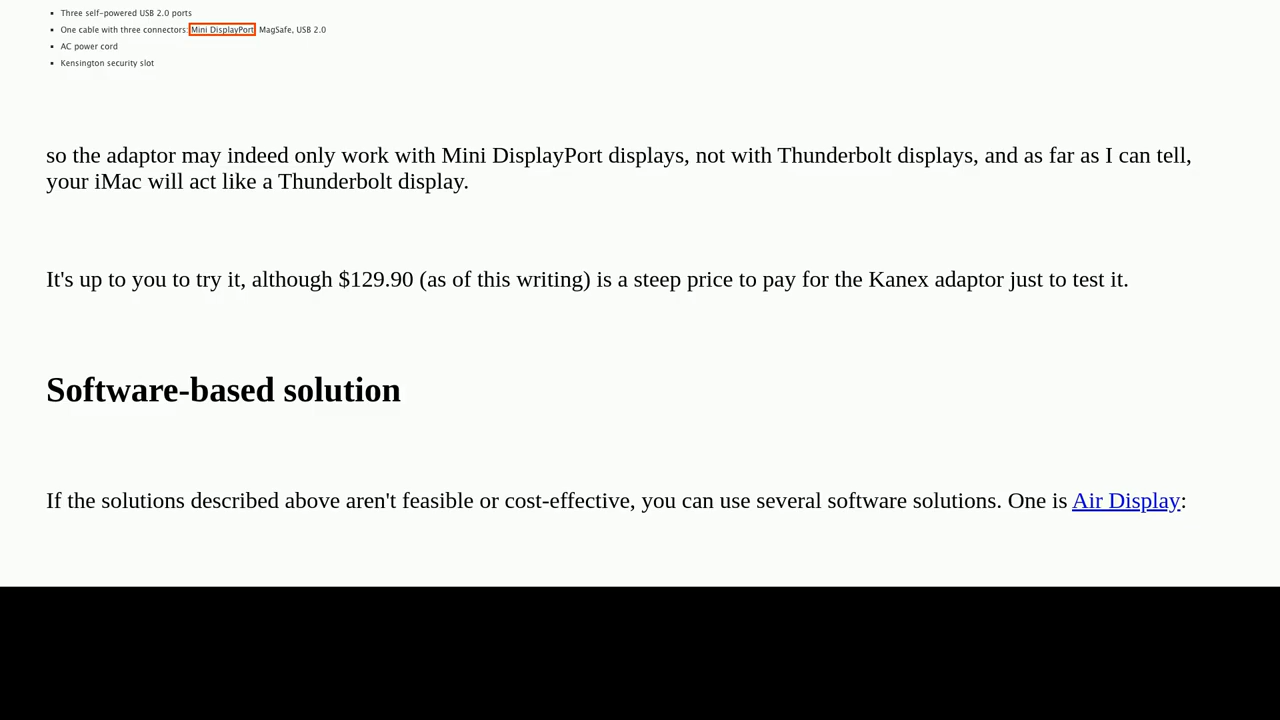 Three self-powered USB 2.0 ports
One cable with three connectors: Mini DisplayPort, MagSafe, USB 2.0
AC power cord
Kensington security slot
so the adaptor may indeed only work with Mini DisplayPort displays, not with Thunderbolt displays, and as far as I can tell,
your iMac will act like a Thunderbolt display.
It's up to you to try it, although $129.90 (as of this writing) is a steep price to pay for the Kanex adaptor just to test it.
Software-based solution
If the solutions described above aren't feasible or cost-effective, you can use several software solutions. One is Air Display: